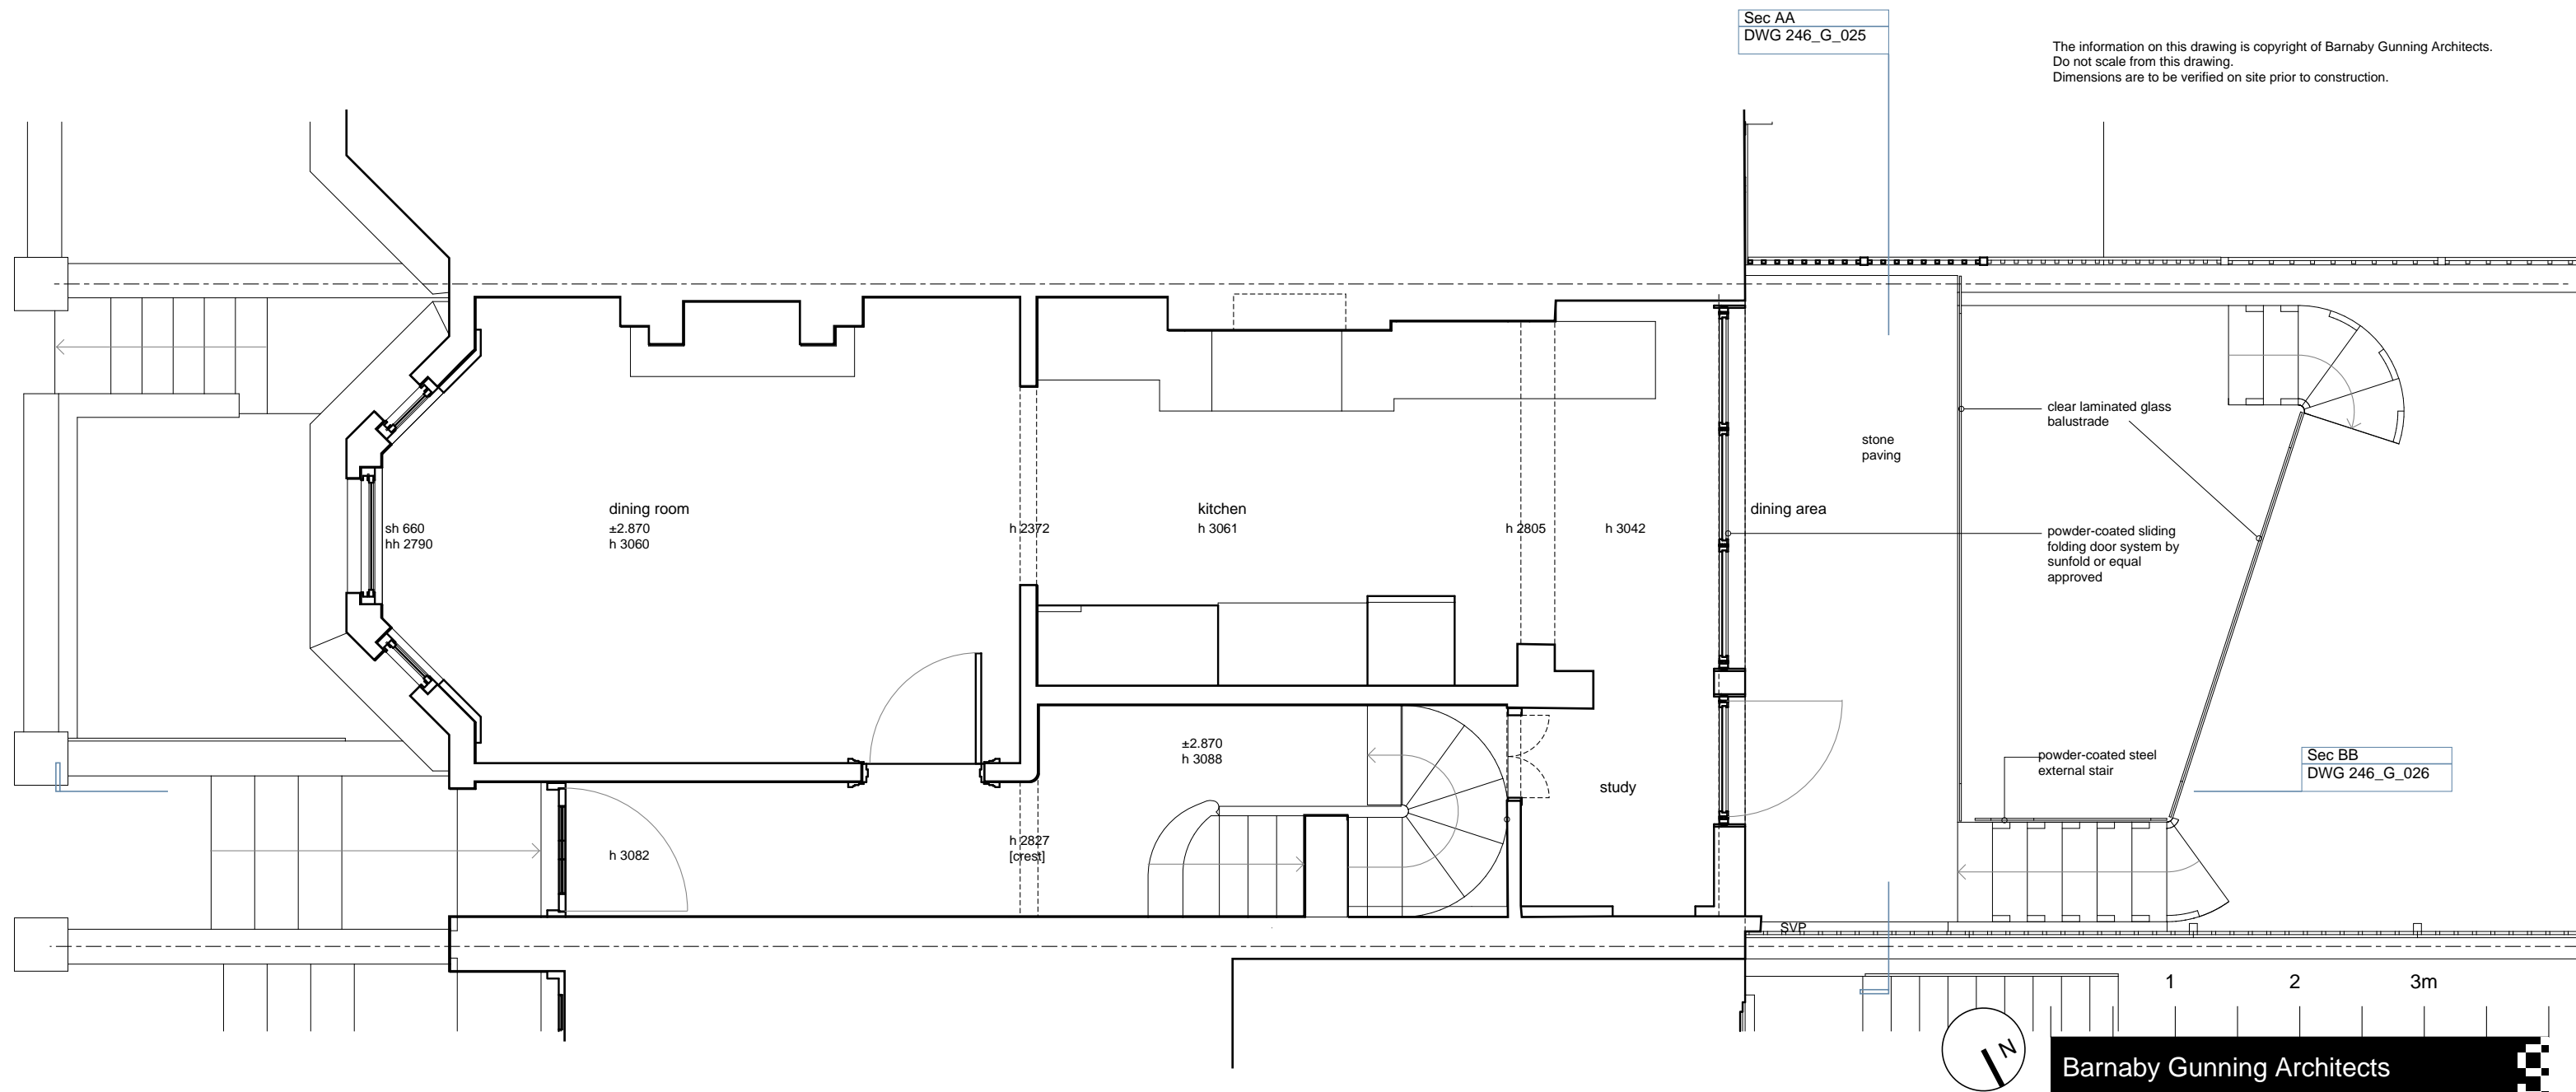 Sec AA
DWG 246_G_025
The information on this drawing is copyright of Barnaby Gunning Architects.
Do not scale from this drawing.
Dimensions are to be verified on site prior to construction.
clear laminated glass
balustrade
stone
paving
dining room
±2.870
h 3060
sh 660
hh 2790
h 2372
kitchen
h 3061
h 2805
h 3042
dining area
powder-coated sliding
folding door system by
sunfold or equal
approved
±2.870
h 3088
study
powder-coated steel
external stair
Sec BB
DWG 246_G_026
h 3082
h 2827
[crest]
SVP
1
2
3m
N
Barnaby Gunning Architects